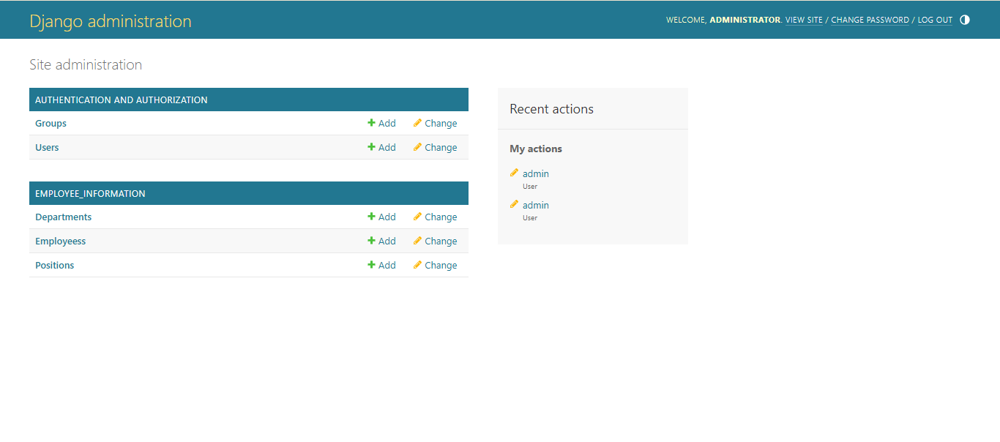 Django administration
WELCOME, ADMINISTRATOR. VIEW SITE / CHANGE PASSWORD / LOG OUT
Site administration
AUTHENTICATION AND AUTHORIZATION
Groups Add Change
Users Add Change
EMPLOYEE_INFORMATION
Departments Add Change
Employeess Add Change
Positions Add Change
Recent actions
My actions
admin
User
admin
User